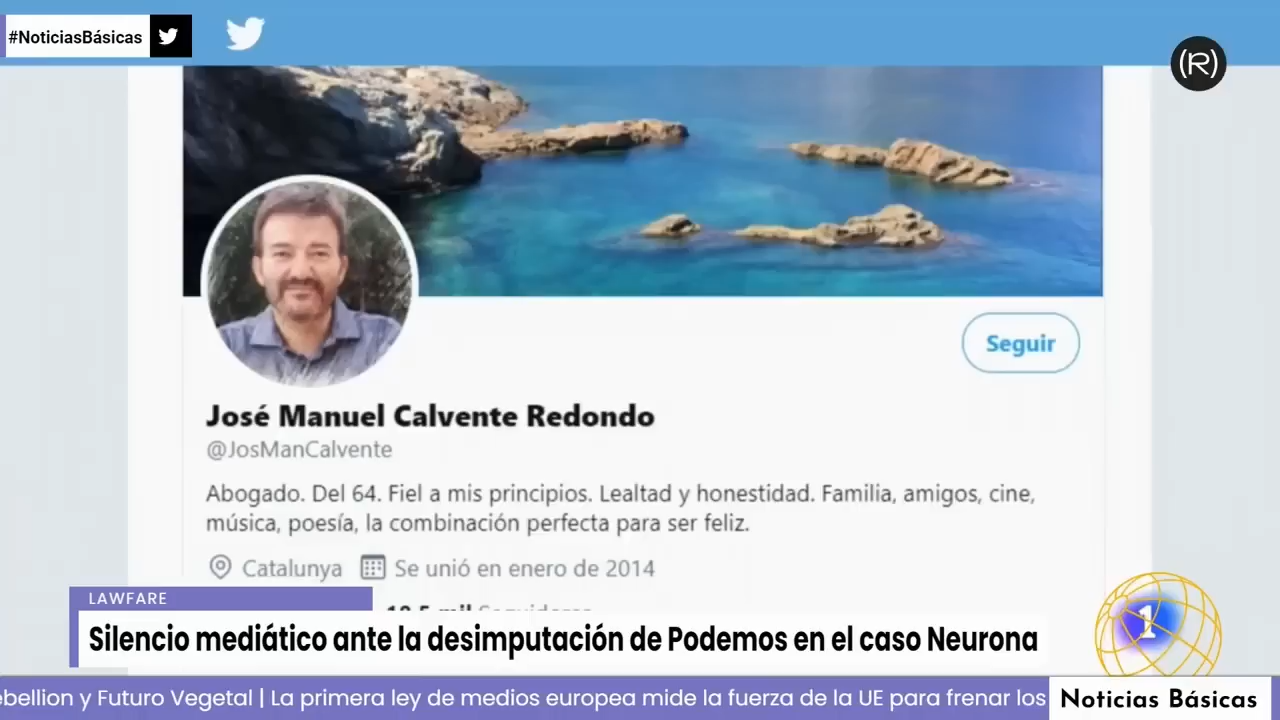 #NoticiasBásicas
(R)
Seguir
José Manuel Calvente Redondo
@JosManCalvente
Abogado. Del 64. Fiel a mis principios. Lealtad y honestidad. Familia, amigos, cine,
música, poesía, la combinación perfecta para ser feliz.
Catalunya Se unió en enero de 2014
LAWFARE
Silencio mediático ante la desimputación de Podemos en el caso Neurona
1
ebellion y Futuro Vegetal | La primera ley de medios europea mide la fuerza de la UE para frenar los
Noticias Básicas